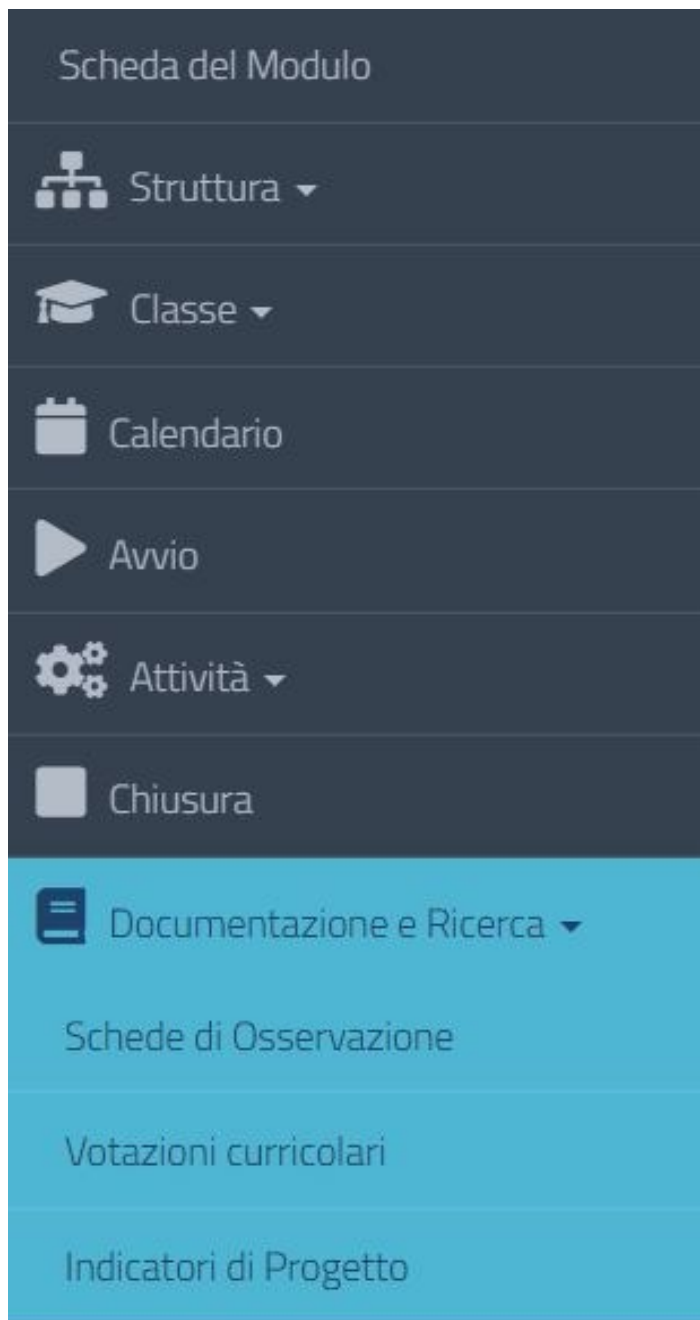 Scheda del Modulo
Struttura
Classe
Calendario
Avvio
Attività
Chiusura
Documentazione e Ricerca
Schede di Osservazione
Votazioni curricolari
Indicatori di Progetto